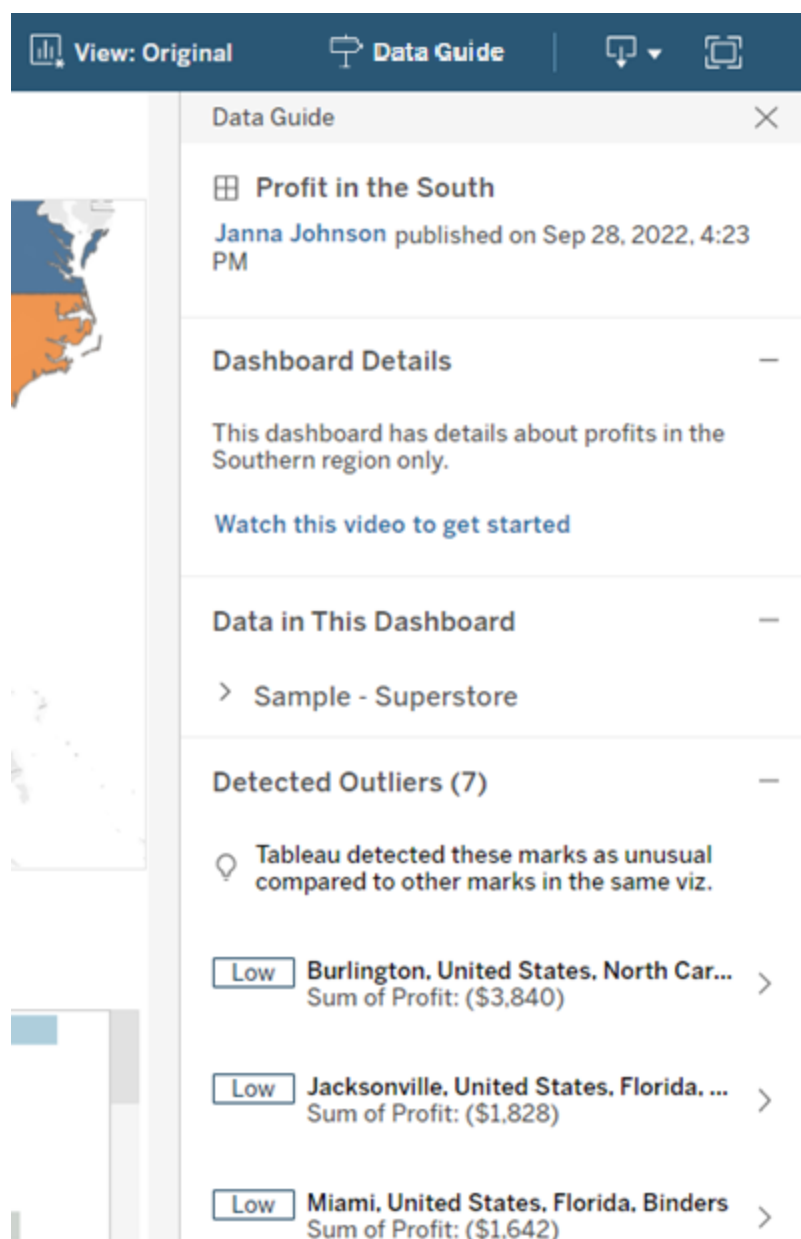 View: Original
Data Guide
Data Guide
Profit in the South
Janna Johnson published on Sep 28, 2022, 4:23
PM
Dashboard Details
This dashboard has details about profits in the
Southern region only.
Watch this video to get started
Data in This Dashboard
Sample - Superstore
Detected Outliers (7)
Tableau detected these marks as unusual
compared to other marks in the same viz.
Low
Burlington, United States, North Car...
Sum of Profit: ($3,840)
Low
Jacksonville, United States, Florida, ...
Sum of Profit: ($1,828)
Low
Miami, United States, Florida, Binders
Sum of Profit: ($1,642)